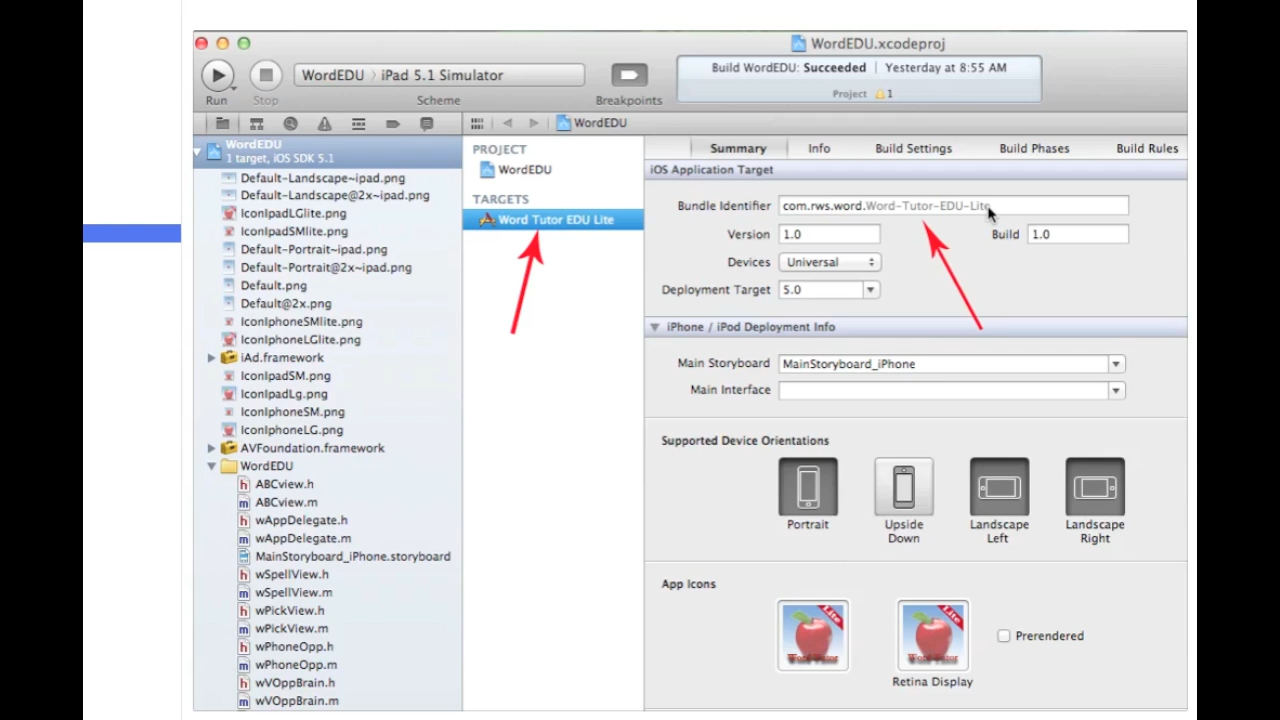 WordEDU.xcodeproj
WordEDU 〉 iPad 5.1 Simulator
Build WordEDU: Succeeded | Yesterday at 8:55 AM
Project 1
Run
Stop
Scheme
Breakpoints
WordEDU
WordEDU
1 target, iOS SDK 5.1
Default-Landscape~ipad.png
Default-Landscape@2x~ipad.png
IconIpadLGlite.png
IconIpadSMlite.png
Default-Portrait~ipad.png
Default-Portrait@2x~ipad.png
Default.png
Default@2x.png
IconIphoneSMlite.png
IconIphoneLGlite.png
iAd.framework
IconIpadSM.png
IconIpadLg.png
IconIphoneSM.png
IconIphoneLG.png
AVFoundation.framework
WordEDU
ABCview.h
ABCview.m
wAppDelegate.h
wAppDelegate.m
MainStoryboard_iPhone.storyboard
wSpellView.h
wSpellView.m
wPickView.h
wPickView.m
wPhoneOpp.h
wPhoneOpp.m
wVOppBrain.h
wVOppBrain.m
PROJECT
WordEDU
TARGETS
Word Tutor EDU Lite
Summary Info Build Settings Build Phases Build Rules
iOS Application Target
Bundle Identifier com.rws.word.Word-Tutor-EDU-Lite
Version 1.0 Build 1.0
Devices Universal
Deployment Target 5.0
iPhone / iPod Deployment Info
Main Storyboard MainStoryboard_iPhone
Main Interface
Supported Device Orientations
Portrait
Upside
Down
Landscape
Left
Landscape
Right
App Icons
Lite
Word Tutor
Lite
Word Tutor
Prerendered
Retina Display